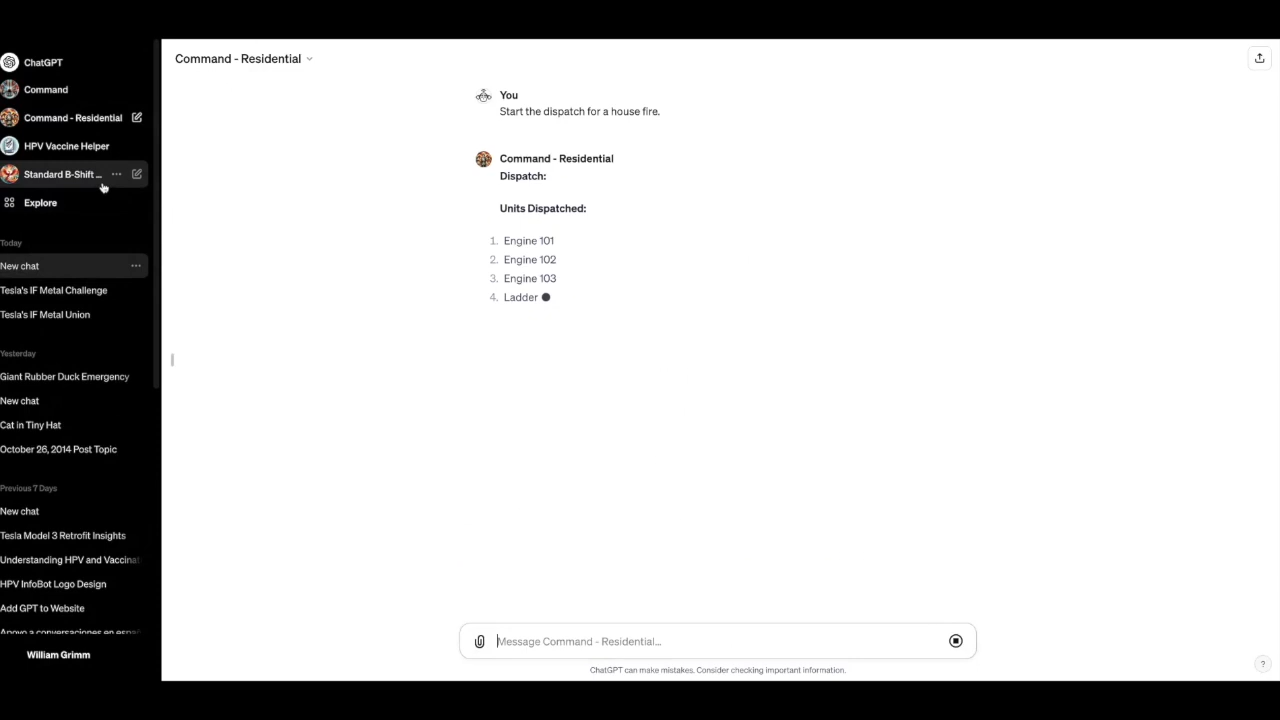 ChatGPT
Command
Command - Residential
HPV Vaccine Helper
Standard B-Shift ...
Explore
Today
New chat
Tesla's IF Metal Challenge
Tesla's IF Metal Union
Yesterday
Giant Rubber Duck Emergency
New chat
Cat in Tiny Hat
October 26, 2014 Post Topic
Previous 7 Days
New chat
Tesla Model 3 Retrofit Insights
Understanding HPV and Vaccinat
HPV InfoBot Logo Design
Add GPT to Website
Apoyo a conversaciones en espa
William Grimm
Command - Residential
You
Start the dispatch for a house fire.
Command - Residential
Dispatch:
Units Dispatched:
1. Engine 101
2. Engine 102
3. Engine 103
4. Ladder
Message Command - Residential...
ChatGPT can make mistakes. Consider checking important information.
?